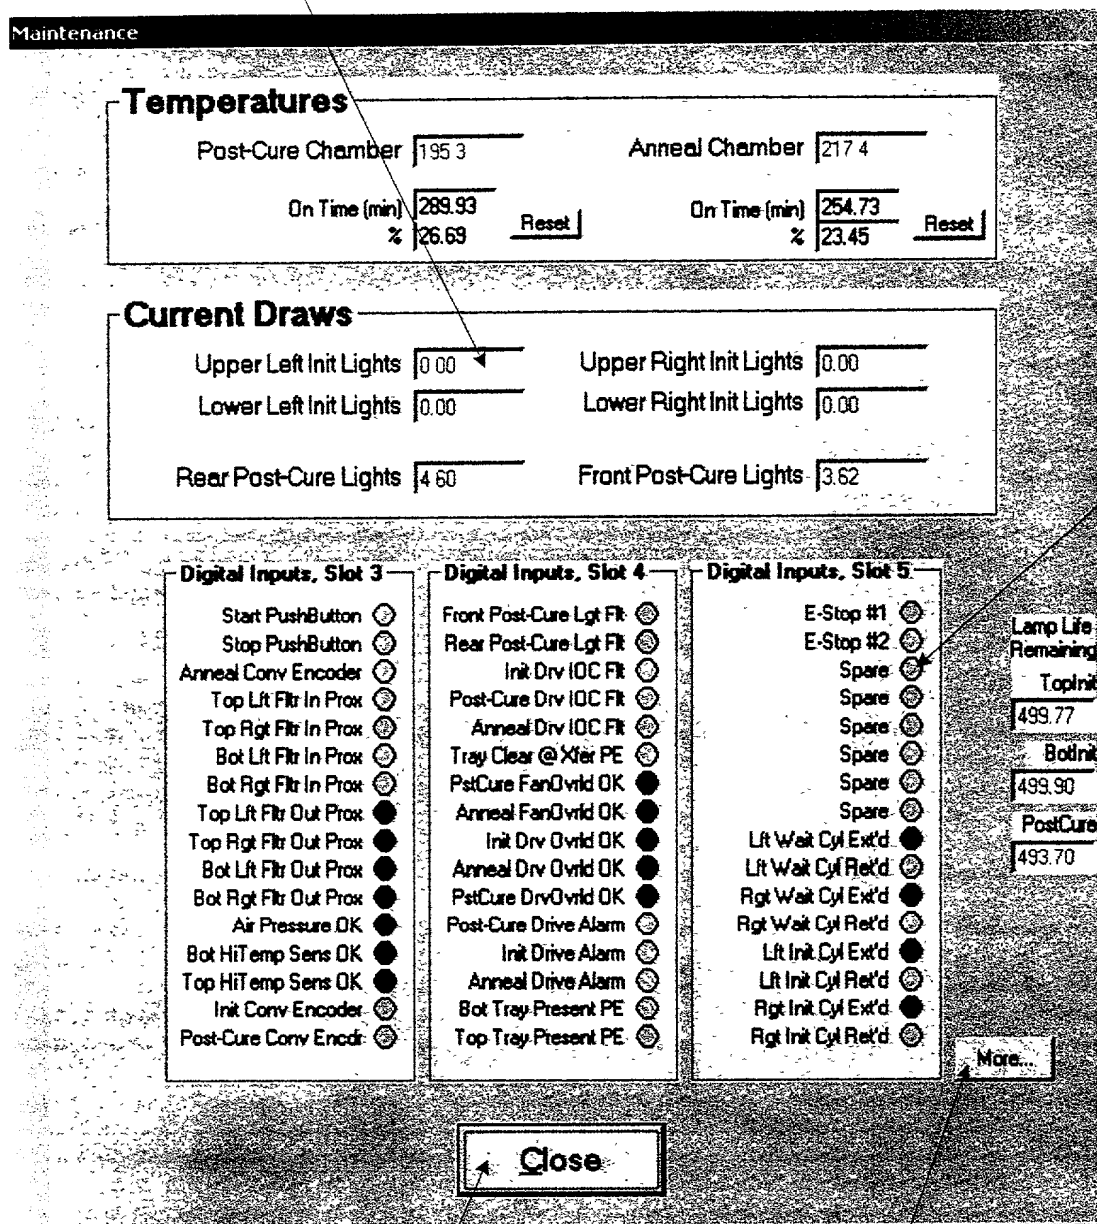 Maintenance
Temperatures
Post-Cure Chamber 195 3 Anneal Chamber 217 4
On Time (min) 289.93 Reset On Time (min) 254.73 Reset
% 26.69 % 23.45
Current Draws
Upper Left Init Lights 0 00 Upper Right Init Lights 0.00
Lower Left Init Lights 0.00 Lower Right Init Lights 0.00
Rear Post-Cure Lights 4 60 Front Post-Cure Lights 3.62
Digital Inputs, Slot 3
Start PushButton
Stop PushButton
Anneal Conv Encoder
Top Lft Fltr In Prox
Top Rgt Fltr In Prox
Bot Lft Fltr In Prox
Bot Rgt Fltr In Prox
Top Lft Fltr Out Prox
Top Rgt Fltr Out Prox
Bot Lft Fltr Out Prox
Bot Rgt Fltr Out Prox
Air Pressure OK
Bot HiTemp Sens OK
Top HiTemp Sens OK
Init Conv Encoder
Post-Cure Conv Encdr
Digital Inputs, Slot 4
Front Post-Cure Lgt Flt
Rear Post-Cure Lgt Flt
Init Drv IOC Flt
Post-Cure Drv IOC Flt
Anneal Drv IOC Flt
Tray Clear @ Xfer PE
PstCure FanOvrld OK
Anneal FanOvrld OK
Init Drv Ovrld OK
Anneal Drv Ovrld OK
PstCure DrvOvrld OK
Post-Cure Drive Alarm
Init Drive Alarm
Anneal Drive Alarm
Bot Tray Present PE
Top Tray Present PE
Digital Inputs, Slot 5
E-Stop #1
E-Stop #2
Spare
Spare
Spare
Spare
Spare
Spare
Lft Wait Cyl Ext'd
Lft Wait Cyl Ret'd
Rgt Wait Cyl Ext'd
Rgt Wait Cyl Ret'd
Lft Init Cyl Ext'd
Lft Init Cyl Ret'd
Rgt Init Cyl Ext'd
Rgt Init Cyl Ret'd
Lamp Life
Remaining
TopInit
499.77
BotInit
499.90
PostCure
493.70
More...
Close